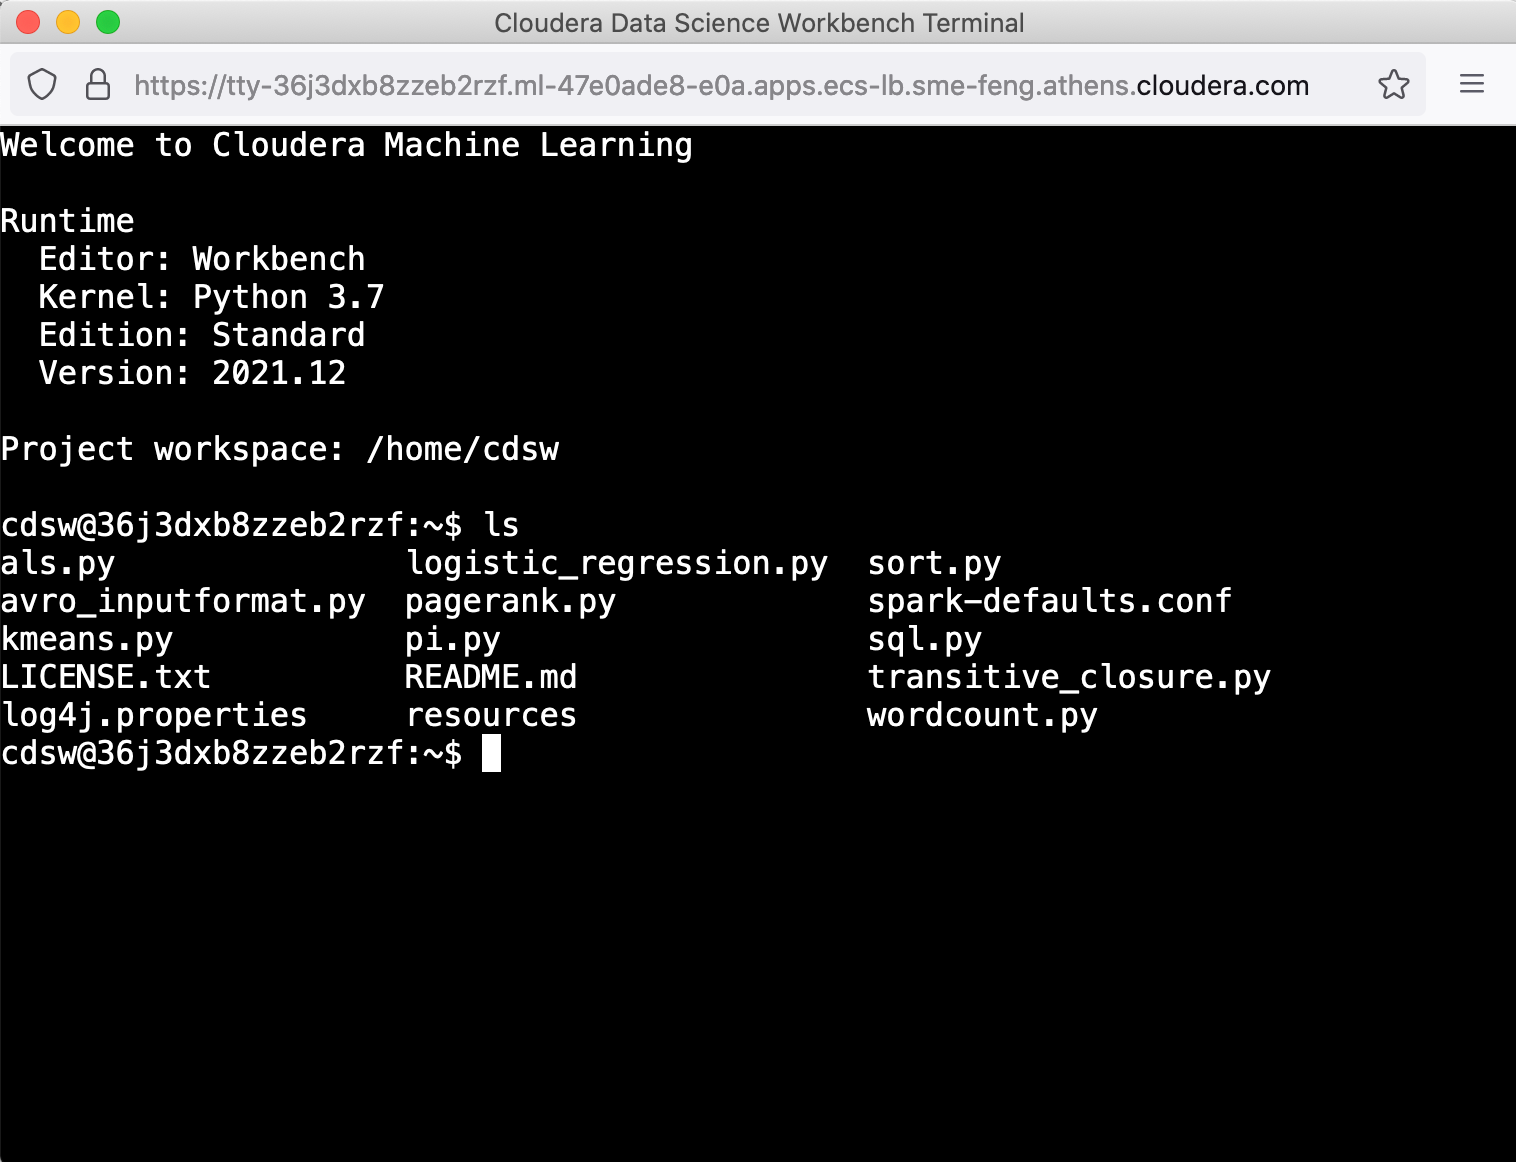 Cloudera Data Science Workbench Terminal
https://tty-36j3dxb8zzeb2rzf.ml-47e0ade8-e0a.apps.ecs-lb.sme-feng.athens.cloudera.com
Welcome to Cloudera Machine Learning
Runtime
  Editor: Workbench
  Kernel: Python 3.7
  Edition: Standard
  Version: 2021.12
Project workspace: /home/cdsw
cdsw@36j3dxb8zzeb2rzf:~$ ls
als.py               logistic_regression.py  sort.py
avro_inputformat.py  pagerank.py             spark-defaults.conf
kmeans.py            pi.py                   sql.py
LICENSE.txt          README.md               transitive_closure.py
log4j.properties     resources               wordcount.py
cdsw@36j3dxb8zzeb2rzf:~$